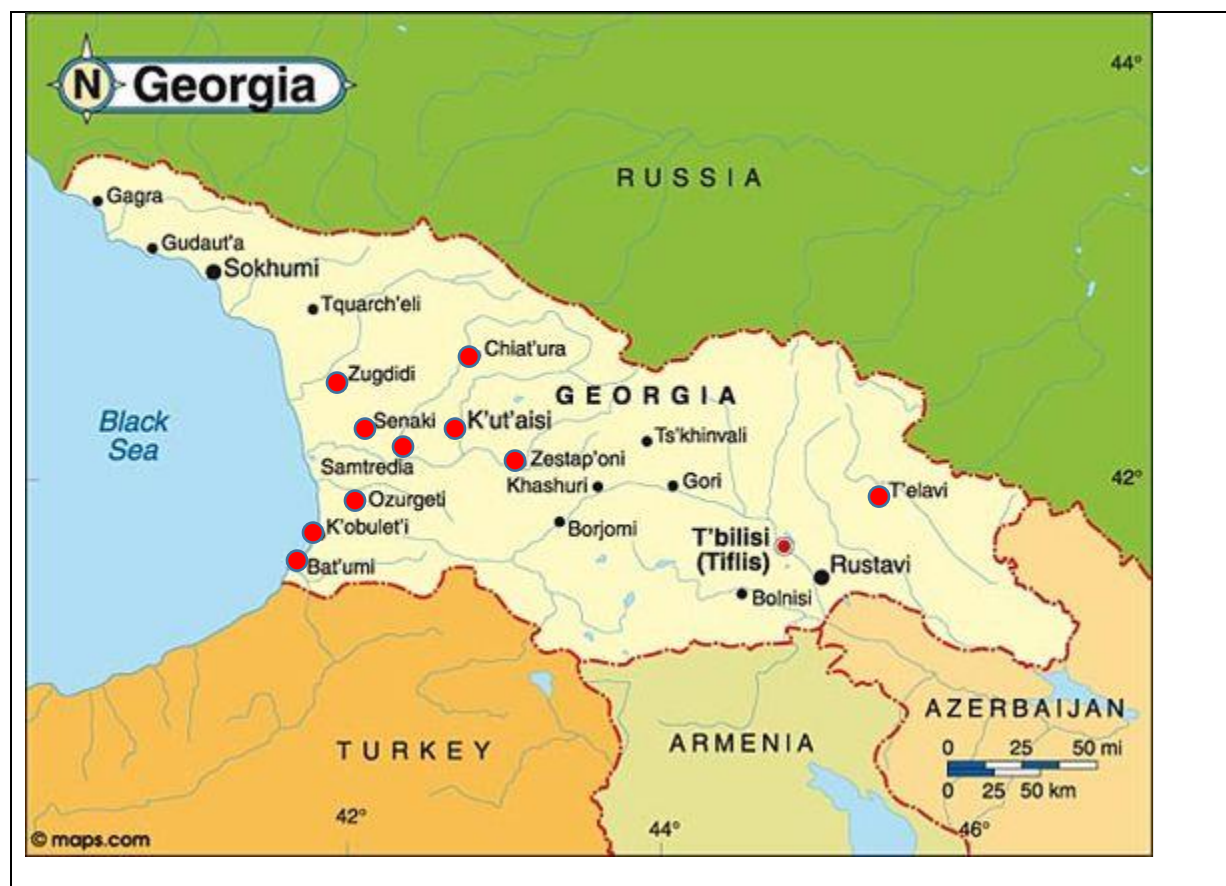 N Georgia
44°
RUSSIA
Gagra
Gudaut'a
Sokhumi
Tquarch'eli
Chiat'ura
Zugdidi
GEORGIA
Black
Sea
Senaki
K'ut'aisi
Ts'khinvali
Samtredia
Zestap'oni
42°
Khashuri
Gori
T'elavi
Ozurgeti
K'obulet'i
Borjomi
T'bilisi
(Tiflis)
Bat'umi
Rustavi
Bolnisi
AZERBAIJAN
TURKEY
ARMENIA
0 25 50 mi
0 25 50 km
42°
44°
46°
© maps.com